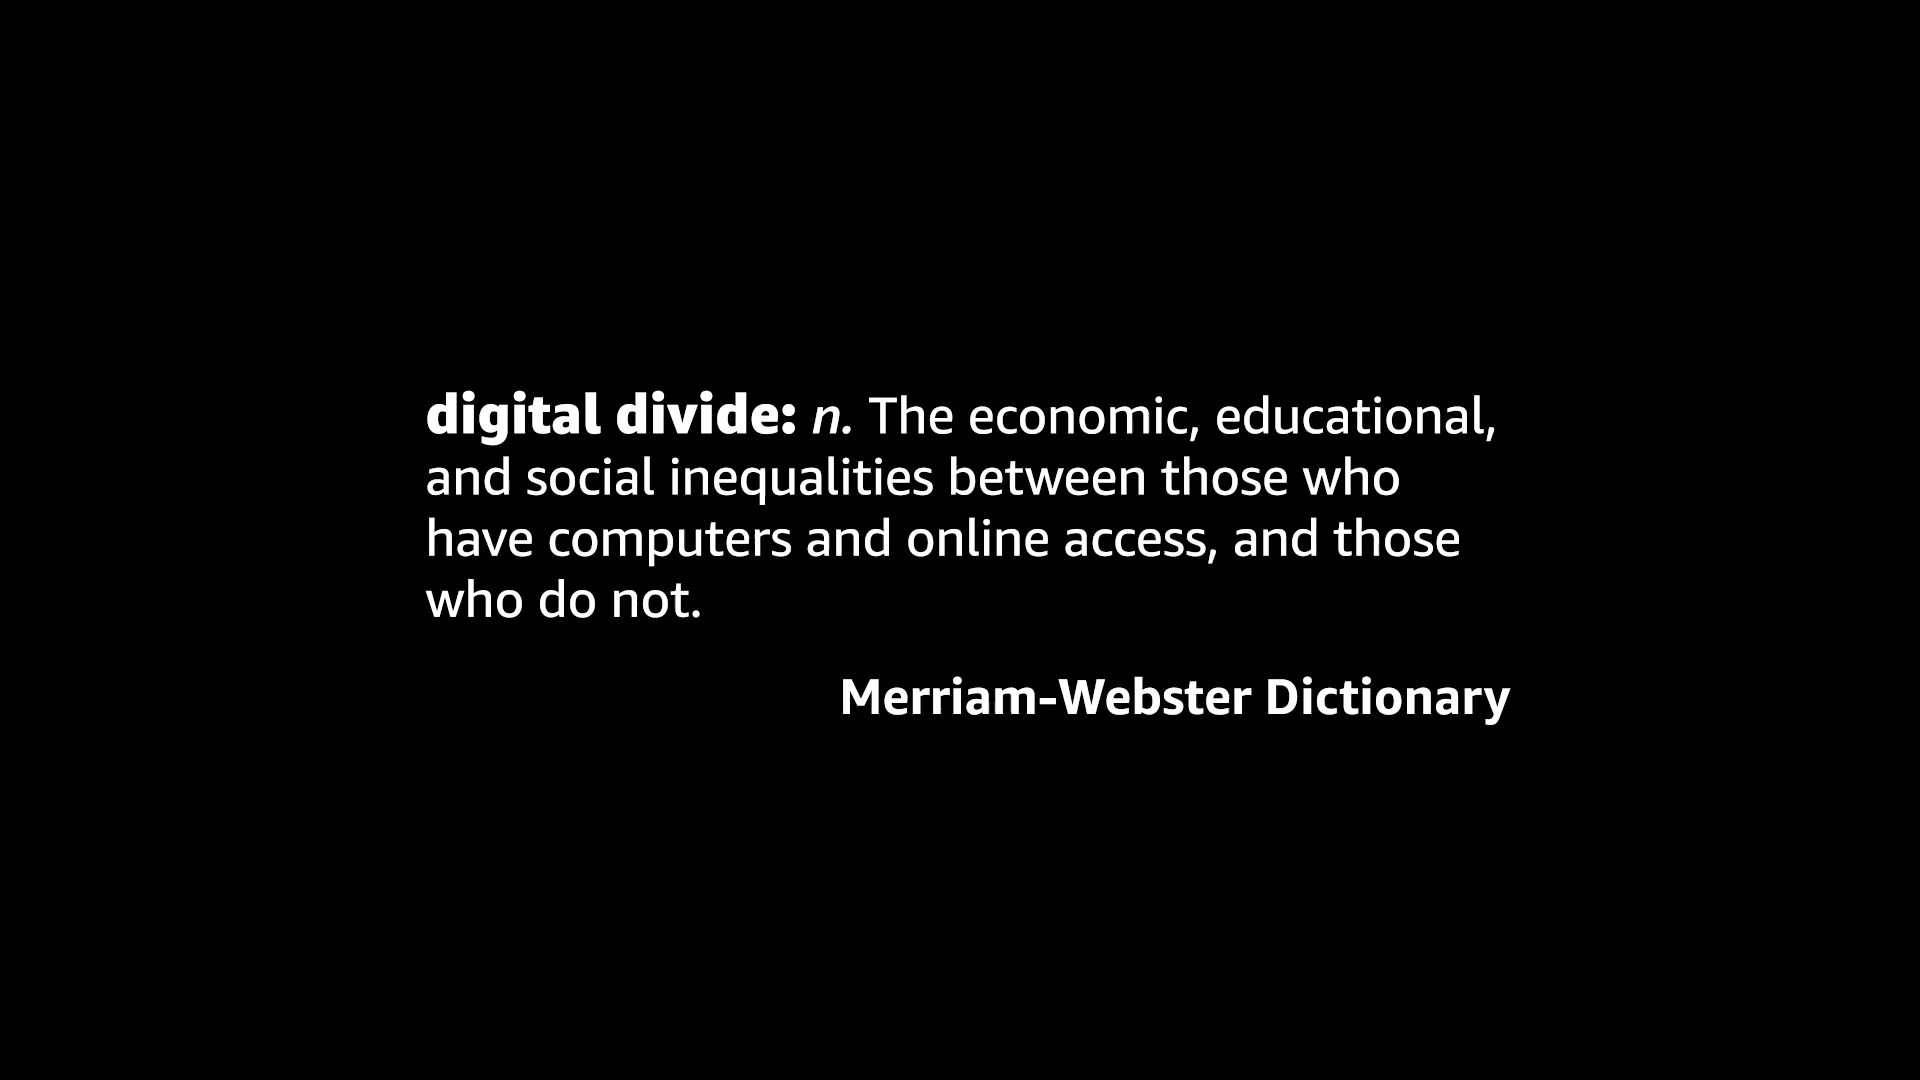 digital divide: n. The economic, educational,
and social inequalities between those who
have computers and online access, and those
who do not.
Merriam-Webster Dictionary